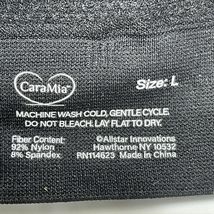 CaraMia
Size: L
MACHINE WASH COLD, GENTLE CYCLE.
DO NOT BLEACH. LAY FLAT TO DRY.
Fiber Content:
92% Nylon
8% Spandex
©Allstar Innovations
Hawthorne NY 10532
RN114623 Made in China